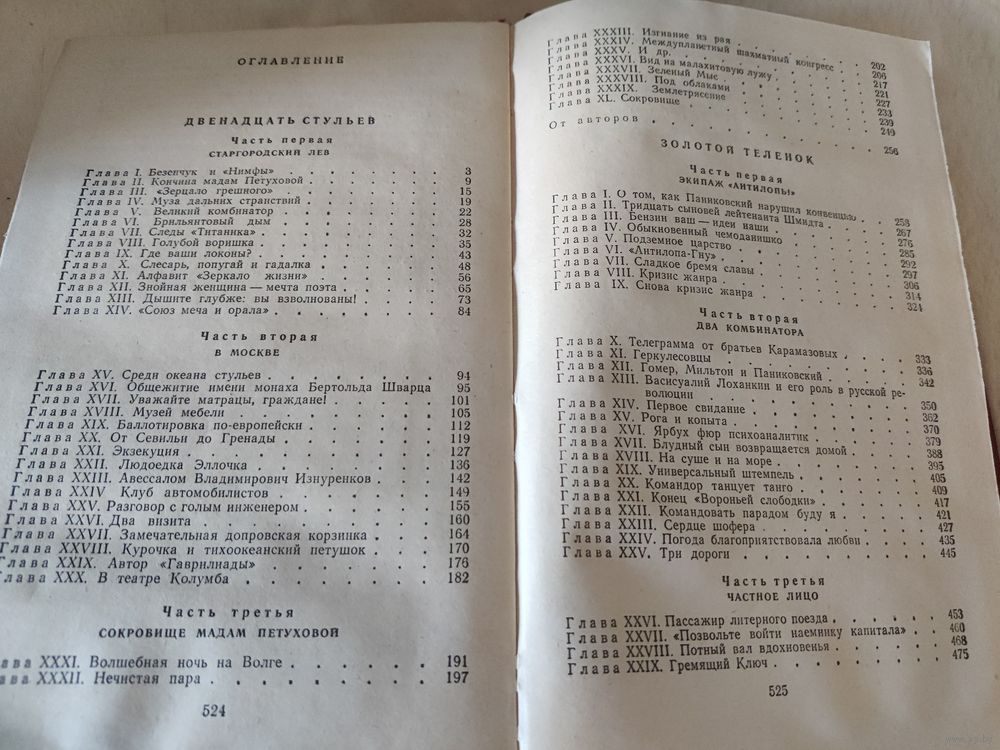 ОГЛАВЛЕНИЕ
ДВЕНАДЦАТЬ СТУЛЬЕВ
Часть первая
СТАРГОРОДСКИЙ ЛЕВ
Глава I. Безенчук и «Нимфы» 3
Глава II. Кончина мадам Петуховой 9
Глава III. «Зерцало грешного» 15
Глава IV. Муза дальних странствий 19
Глава V. Великий комбинатор 22
Глава VI. Брильянтовый дым 28
Глава VII. Следы «Титаника» 32
Глава VIII. Голубой воришка 35
Глава IX. Где ваши локоны? 43
Глава X. Слесарь, попугай и гадалка 48
Глава XI. Алфавит «Зеркало жизни» 56
Глава XII. Знойная женщина — мечта поэта 65
Глава XIII. Дышите глубже: вы взволнованы! 73
Глава XIV. «Союз меча и орала» 84
Часть вторая
В МОСКВЕ
Глава XV. Среди океана стульев 94
Глава XVI. Общежитие имени монаха Бертольда Шварца 95
Глава XVII. Уважайте матрацы, граждане! 101
Глава XVIII. Музей мебели 105
Глава XIX. Баллотировка по-европейски 112
Глава XX. От Севильи до Гренады 119
Глава XXI. Экзекуция 127
Глава XXII. Людоедка Эллочка 136
Глава XXIII. Авессалом Владимирович Изнуренков 142
Глава XXIV Клуб автомобилистов 149
Глава XXV. Разговор с голым инженером 155
Глава XXVI. Два визита 160
Глава XXVII. Замечательная допровская корзинка 164
Глава XXVIII. Курочка и тихоокеанский петушок 170
Глава XXIX. Автор «Гаврилиады» 176
Глава XXX. В театре Колумба 182
Часть третья
СОКРОВИЩЕ МАДАМ ПЕТУХОВОЙ
ава XXXI. Волшебная ночь на Волге 191
ава XXXII. Нечистая пара 197
524
Глава XXXIII. Изгнание из рая 202
Глава XXXIV. Междупланетный шахматный конгресс 206
Глава XXXV. И др. 217
Глава XXXVI. Вид на малахитовую лужу 221
Глава XXXVII. Зеленый Мыс 227
Глава XXXVIII. Под облаками 233
Глава XXXIX. Землетрясение 239
Глава XL. Сокровище 249
От авторов 256
ЗОЛОТОЙ ТЕЛЕНОК
Часть первая
ЭКИПАЖ «АНТИЛОПЫ»
Глава I. О том, как Паниковский нарушил конвенцию 258
Глава II. Тридцать сыновей лейтенанта Шмидта 267
Глава III. Бензин ваш — идеи наши 276
Глава IV. Обыкновенный чемоданишко 285
Глава V. Подземное царство 292
Глава VI. «Антилопа-Гну» 297
Глава VII. Сладкое бремя славы 306
Глава VIII. Кризис жанра 314
Глава IX. Снова кризис жанра 324
Часть вторая
ДВА КОМБИНАТОРА
Глава X. Телеграмма от братьев Карамазовых 333
Глава XI. Геркулесовцы 336
Глава XII. Гомер, Мильтон и Паниковский 342
Глава XIII. Васисуалий Лоханкин и его роль в русской ре-
волюции 350
Глава XIV. Первое свидание 362
Глава XV. Рога и копыта 370
Глава XVI. Ярбух фюр психоаналитик 379
Глава XVII. Блудный сын возвращается домой 388
Глава XVIII. На суше и на море 395
Глава XIX. Универсальный штемпель 405
Глава XX. Командор танцует танго 409
Глава XXI. Конец «Вороньей слободки» 417
Глава XXII. Командовать парадом буду я 421
Глава XXIII. Сердце шофера 427
Глава XXIV. Погода благоприятствовала любви 435
Глава XXV. Три дороги 445
Часть третья
ЧАСТНОЕ ЛИЦО
Глава XXVI. Пассажир литерного поезда 453
Глава XXVII. «Позвольте войти наемнику капитала» 460
Глава XXVIII. Потный вал вдохновенья 468
Глава XXIX. Гремящий Ключ 475
525